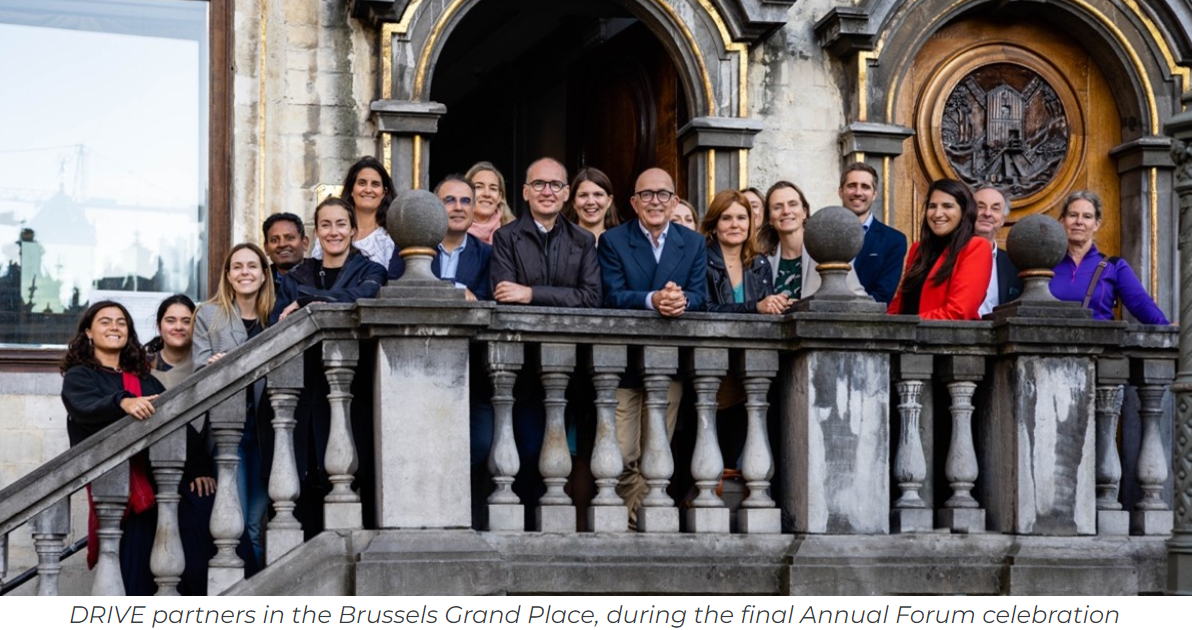 DRIVE partners in the Brussels Grand Place, during the final Annual Forum celebration